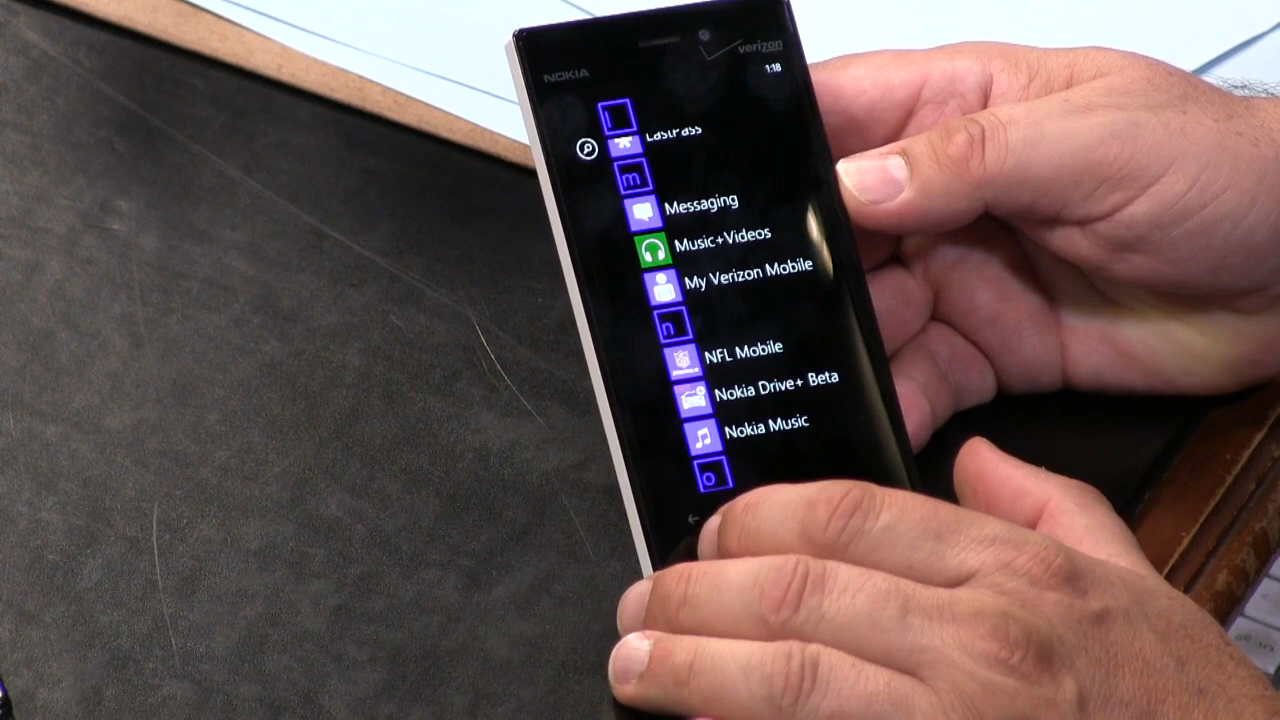 verizon
NOKIA
1:18
l
LastPass
m
Messaging
Music+Videos
My Verizon Mobile
n
NFL Mobile
Nokia Drive+ Beta
Nokia Music
o